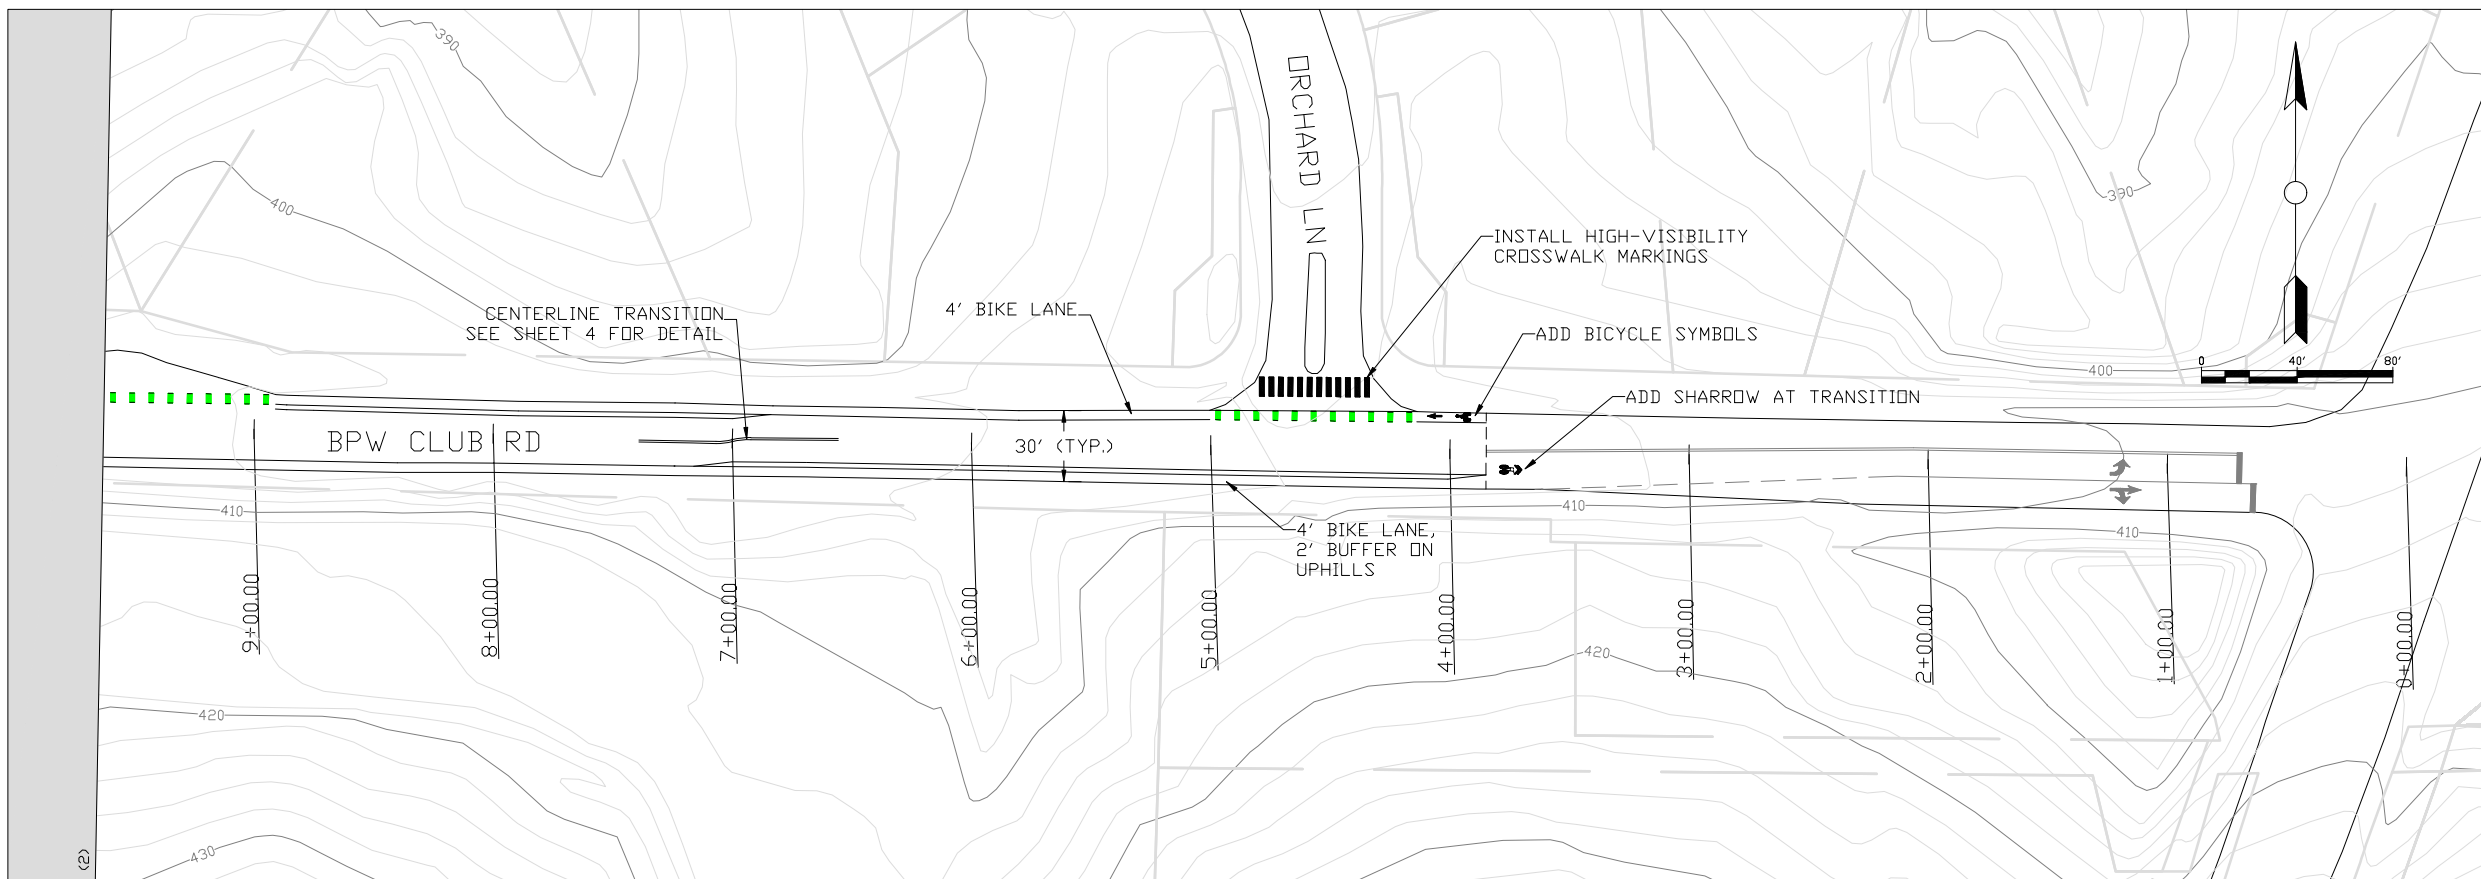 390
ORCHARD LN
400
390
INSTALL HIGH-VISIBILITY
CROSSWALK MARKINGS
CENTERLINE TRANSITION
SEE SHEET 4 FOR DETAIL
4' BIKE LANE
ADD BICYCLE SYMBOLS
0 40' 80'
400
ADD SHARROW AT TRANSITION
BPW CLUB RD
30' (TYP.)
410
410
410
4' BIKE LANE,
2' BUFFER ON
UPHILLS
9+00.00
8+00.00
7+00.00
6+00.00
5+00.00
4+00.00
3+00.00
2+00.00
1+00.00
0+00.00
420
420
430
(2)